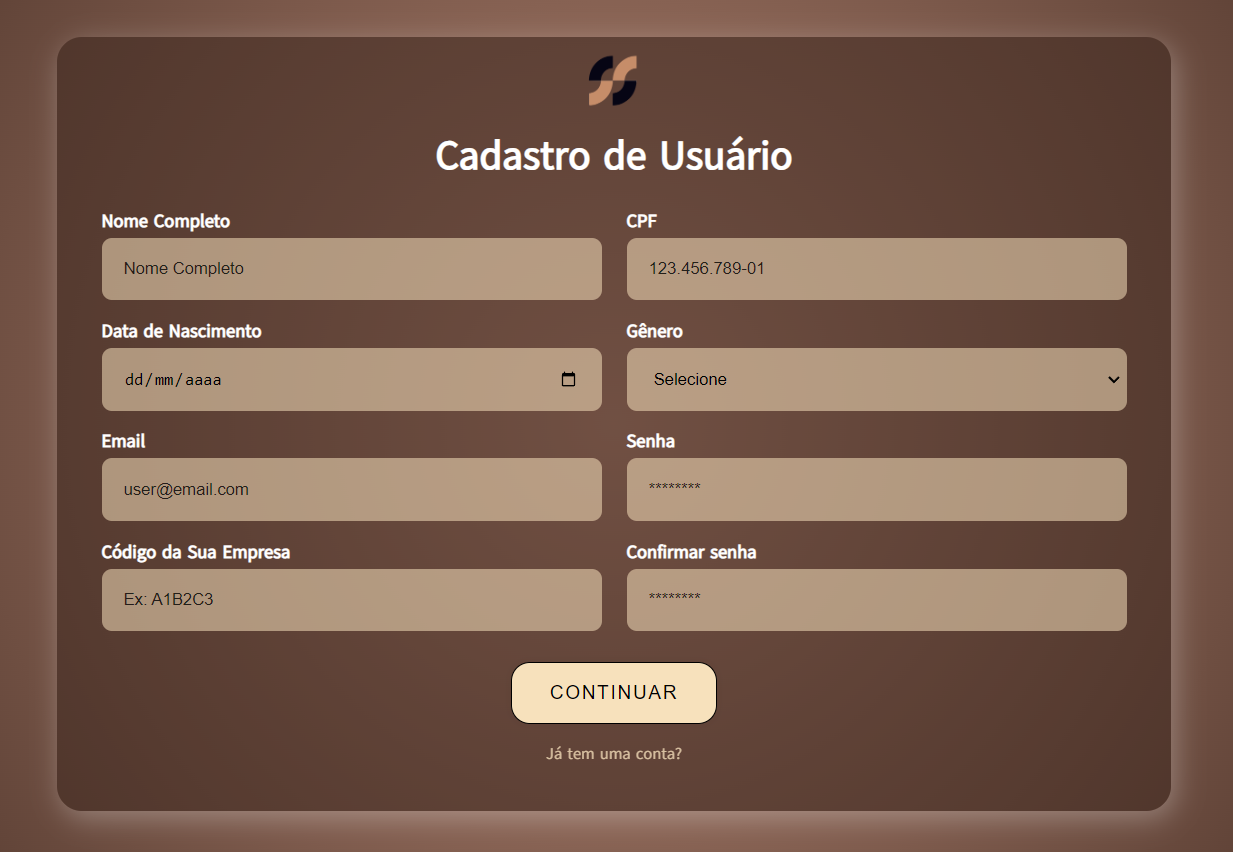 Cadastro de Usuário
Nome Completo
CPF
Nome Completo
123.456.789-01
Data de Nascimento
Gênero
dd/mm/aaaa
Selecione
Email
Senha
user@email.com
********
Código da Sua Empresa
Confirmar senha
Ex: A1B2C3
********
CONTINUAR
Já tem uma conta?